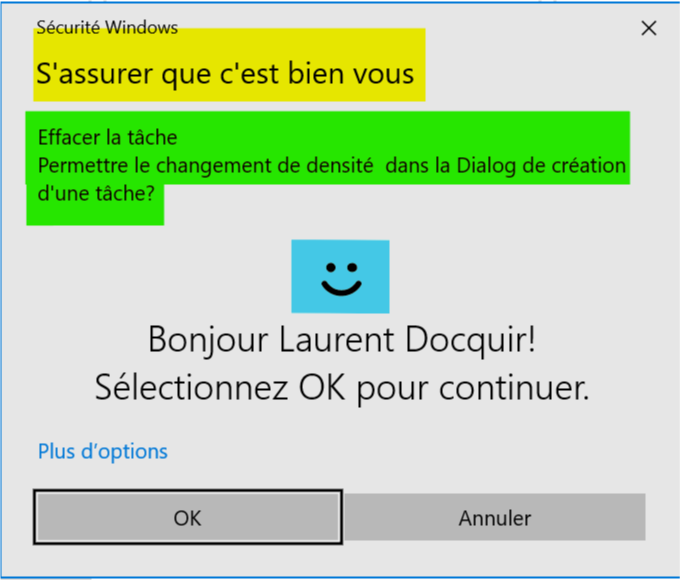 Sécurité Windows
S'assurer que c'est bien vous
Effacer la tâche
Permettre le changement de densité  dans la Dialog de création
d'une tâche?
Bonjour Laurent Docquir!
Sélectionnez OK pour continuer.
Plus d'options
OK
Annuler